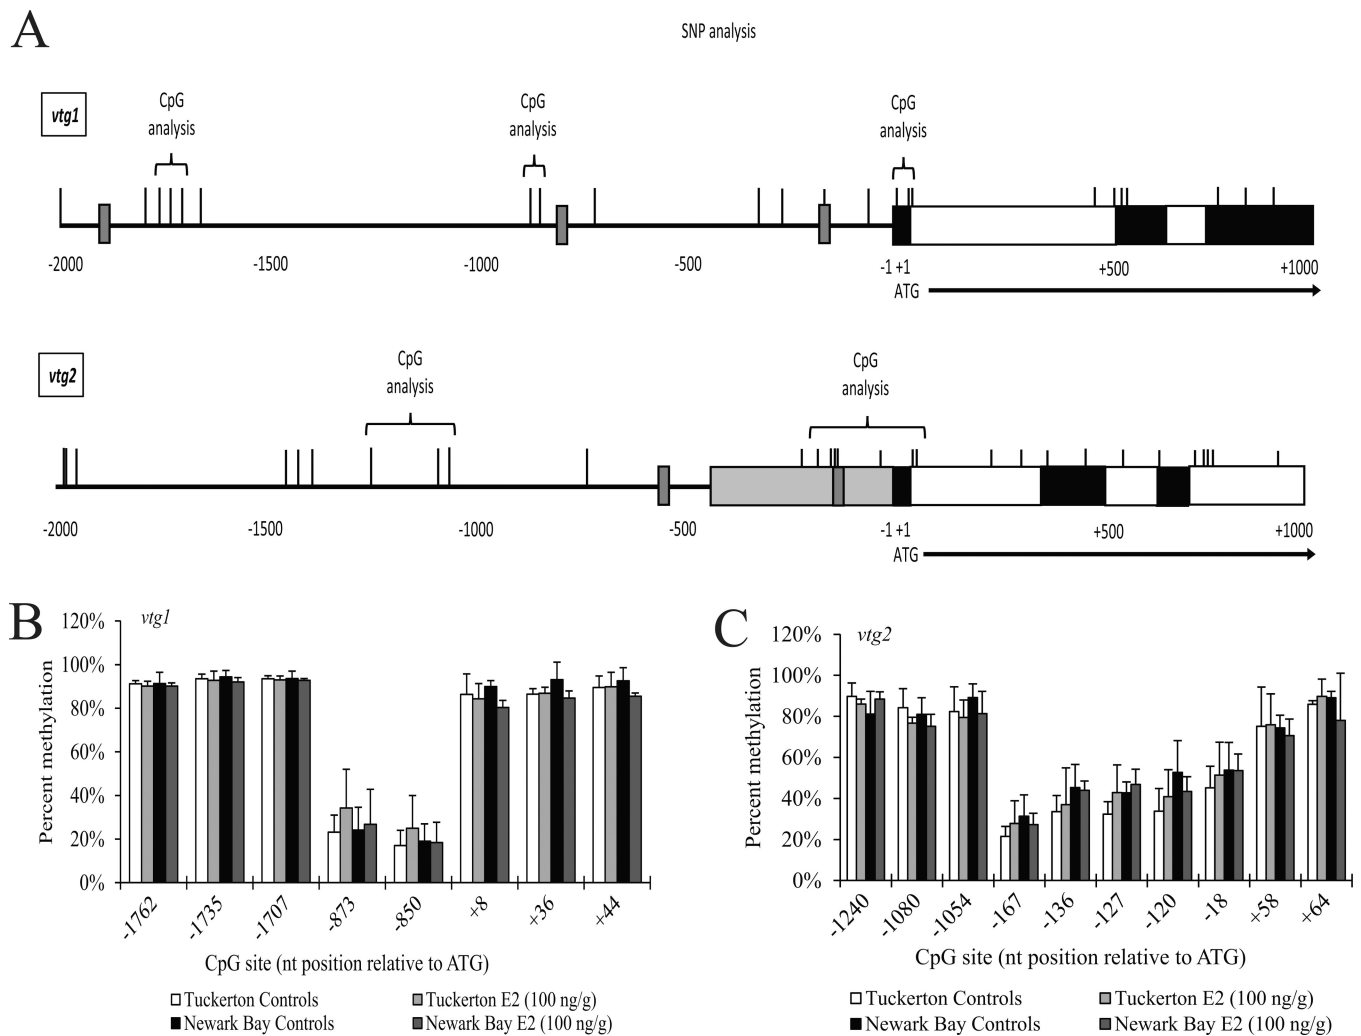 A
SNP analysis
vtg1
CpG
analysis
CpG
analysis
CpG
analysis
-2000 -1500 -1000 -500 -1 +1 +500 +1000
ATG
vtg2
CpG
analysis
CpG
analysis
-2000 -1500 -1000 -500 -1 +1 +500 +1000
ATG
B
vtg1
Percent methylation
120%
100%
80%
60%
40%
20%
0%
-1762 -1735 -1707 -873 -850 +8 +36 +44
CpG site (nt position relative to ATG)
Tuckerton Controls Tuckerton E2 (100 ng/g)
Newark Bay Controls Newark Bay E2 (100 ng/g)
C
vtg2
Percent methylation
120%
100%
80%
60%
40%
20%
0%
-1240 -1080 -1054 -167 -136 -127 -120 -18 +58 +64
CpG site (nt position relative to ATG)
Tuckerton Controls Tuckerton E2 (100 ng/g)
Newark Bay Controls Newark Bay E2 (100 ng/g)